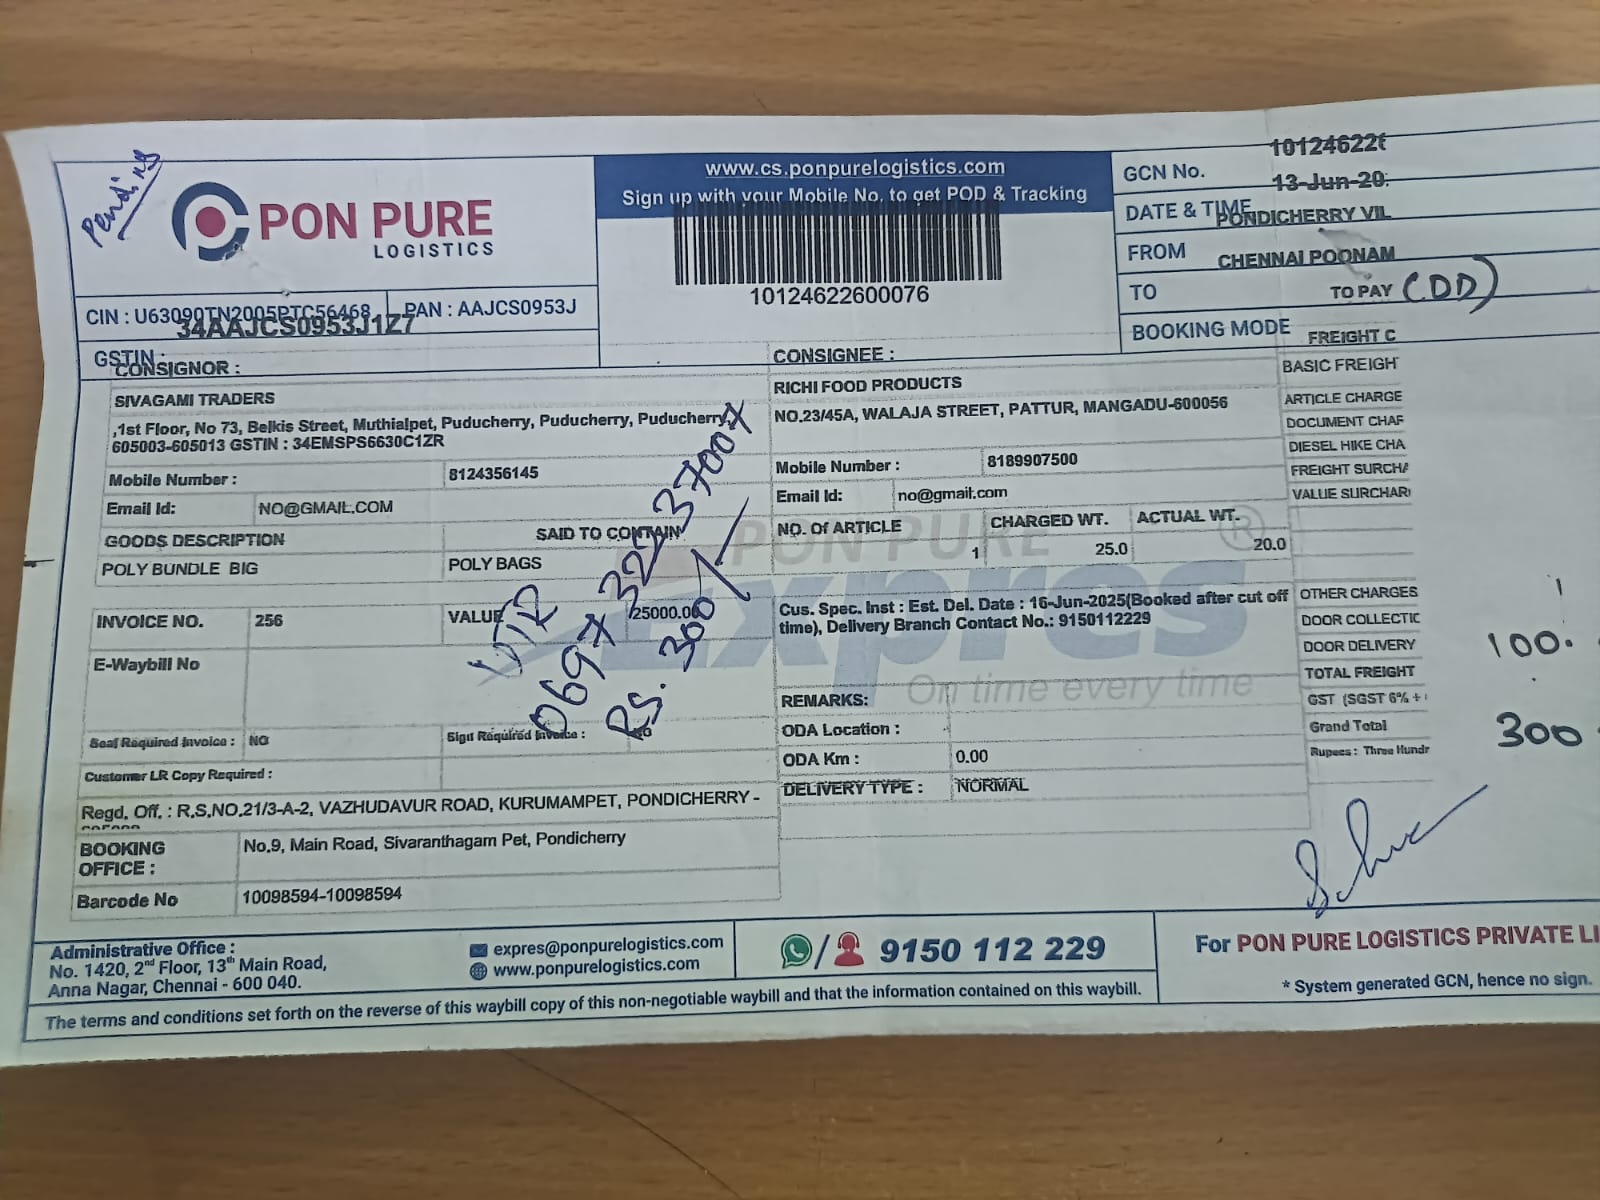 Pending
PON PURE
LOGISTICS
CIN : U63090TN2005PTC56468
PAN : AAJCS0953J
34AAJCS0953J1Z7
GSTIN :
www.cs.ponpurelogistics.com
Sign up with your Mobile No. to get POD & Tracking
10124622600076
GCN No.
10124622
13-Jun-20
DATE & TIME
PONDICHERRY VIL
FROM
CHENNAI POONAM
TO
TO PAY (DD)
BOOKING MODE
CONSIGNOR :
SIVAGAMI TRADERS
,1st Floor, No 73, Belkis Street, Muthialpet, Puducherry, Puducherry, Puducherry,
605003-605013 GSTIN : 34EMSPS6630C1ZR
Mobile Number : 8124356145
Email Id: NO@GMAIL.COM
GOODS DESCRIPTION SAID TO CONTAIN
POLY BUNDLE BIG POLY BAGS
INVOICE NO. 256 VALUE 25000.00
E-Waybill No
Seal Required Invoice : NO Sign Required Invoice : NO
Customer LR Copy Required :
Regd. Off. : R.S.NO.21/3-A-2, VAZHUDAVUR ROAD, KURUMAMPET, PONDICHERRY -
BOOKING OFFICE : No.9, Main Road, Sivaranthagam Pet, Pondicherry
Barcode No 10098594-10098594
RS. 300/-
CONSIGNEE :
RICHI FOOD PRODUCTS
NO.23/45A, WALAJA STREET, PATTUR, MANGADU-600056
Mobile Number : 8189907500
Email Id: no@gmail.com
NO. Of ARTICLE CHARGED WT. ACTUAL WT.
1 25.0 20.0
PON PURE
Expres
On time every time
Cus. Spec. Inst : Est. Del. Date : 16-Jun-2025(Booked after cut off
time), Delivery Branch Contact No.: 9150112229
REMARKS:
ODA Location :
ODA Km : 0.00
DELIVERY TYPE : NORMAL
FREIGHT C
BASIC FREIGH
ARTICLE CHARGE
DOCUMENT CHAR
DIESEL HIKE CHA
FREIGHT SURCHA
VALUE SURCHAR
OTHER CHARGES
DOOR COLLECTIC
DOOR DELIVERY 100.
TOTAL FREIGHT
GST (SGST 6% +
Grand Total 300
Rupees : Three Hundr
Administrative Office :
No. 1420, 2nd Floor, 13th Main Road,
Anna Nagar, Chennai - 600 040.
expres@ponpurelogistics.com
www.ponpurelogistics.com
9150 112 229
For PON PURE LOGISTICS PRIVATE LI
* System generated GCN, hence no sign.
The terms and conditions set forth on the reverse of this waybill copy of this non-negotiable waybill and that the information contained on this waybill.